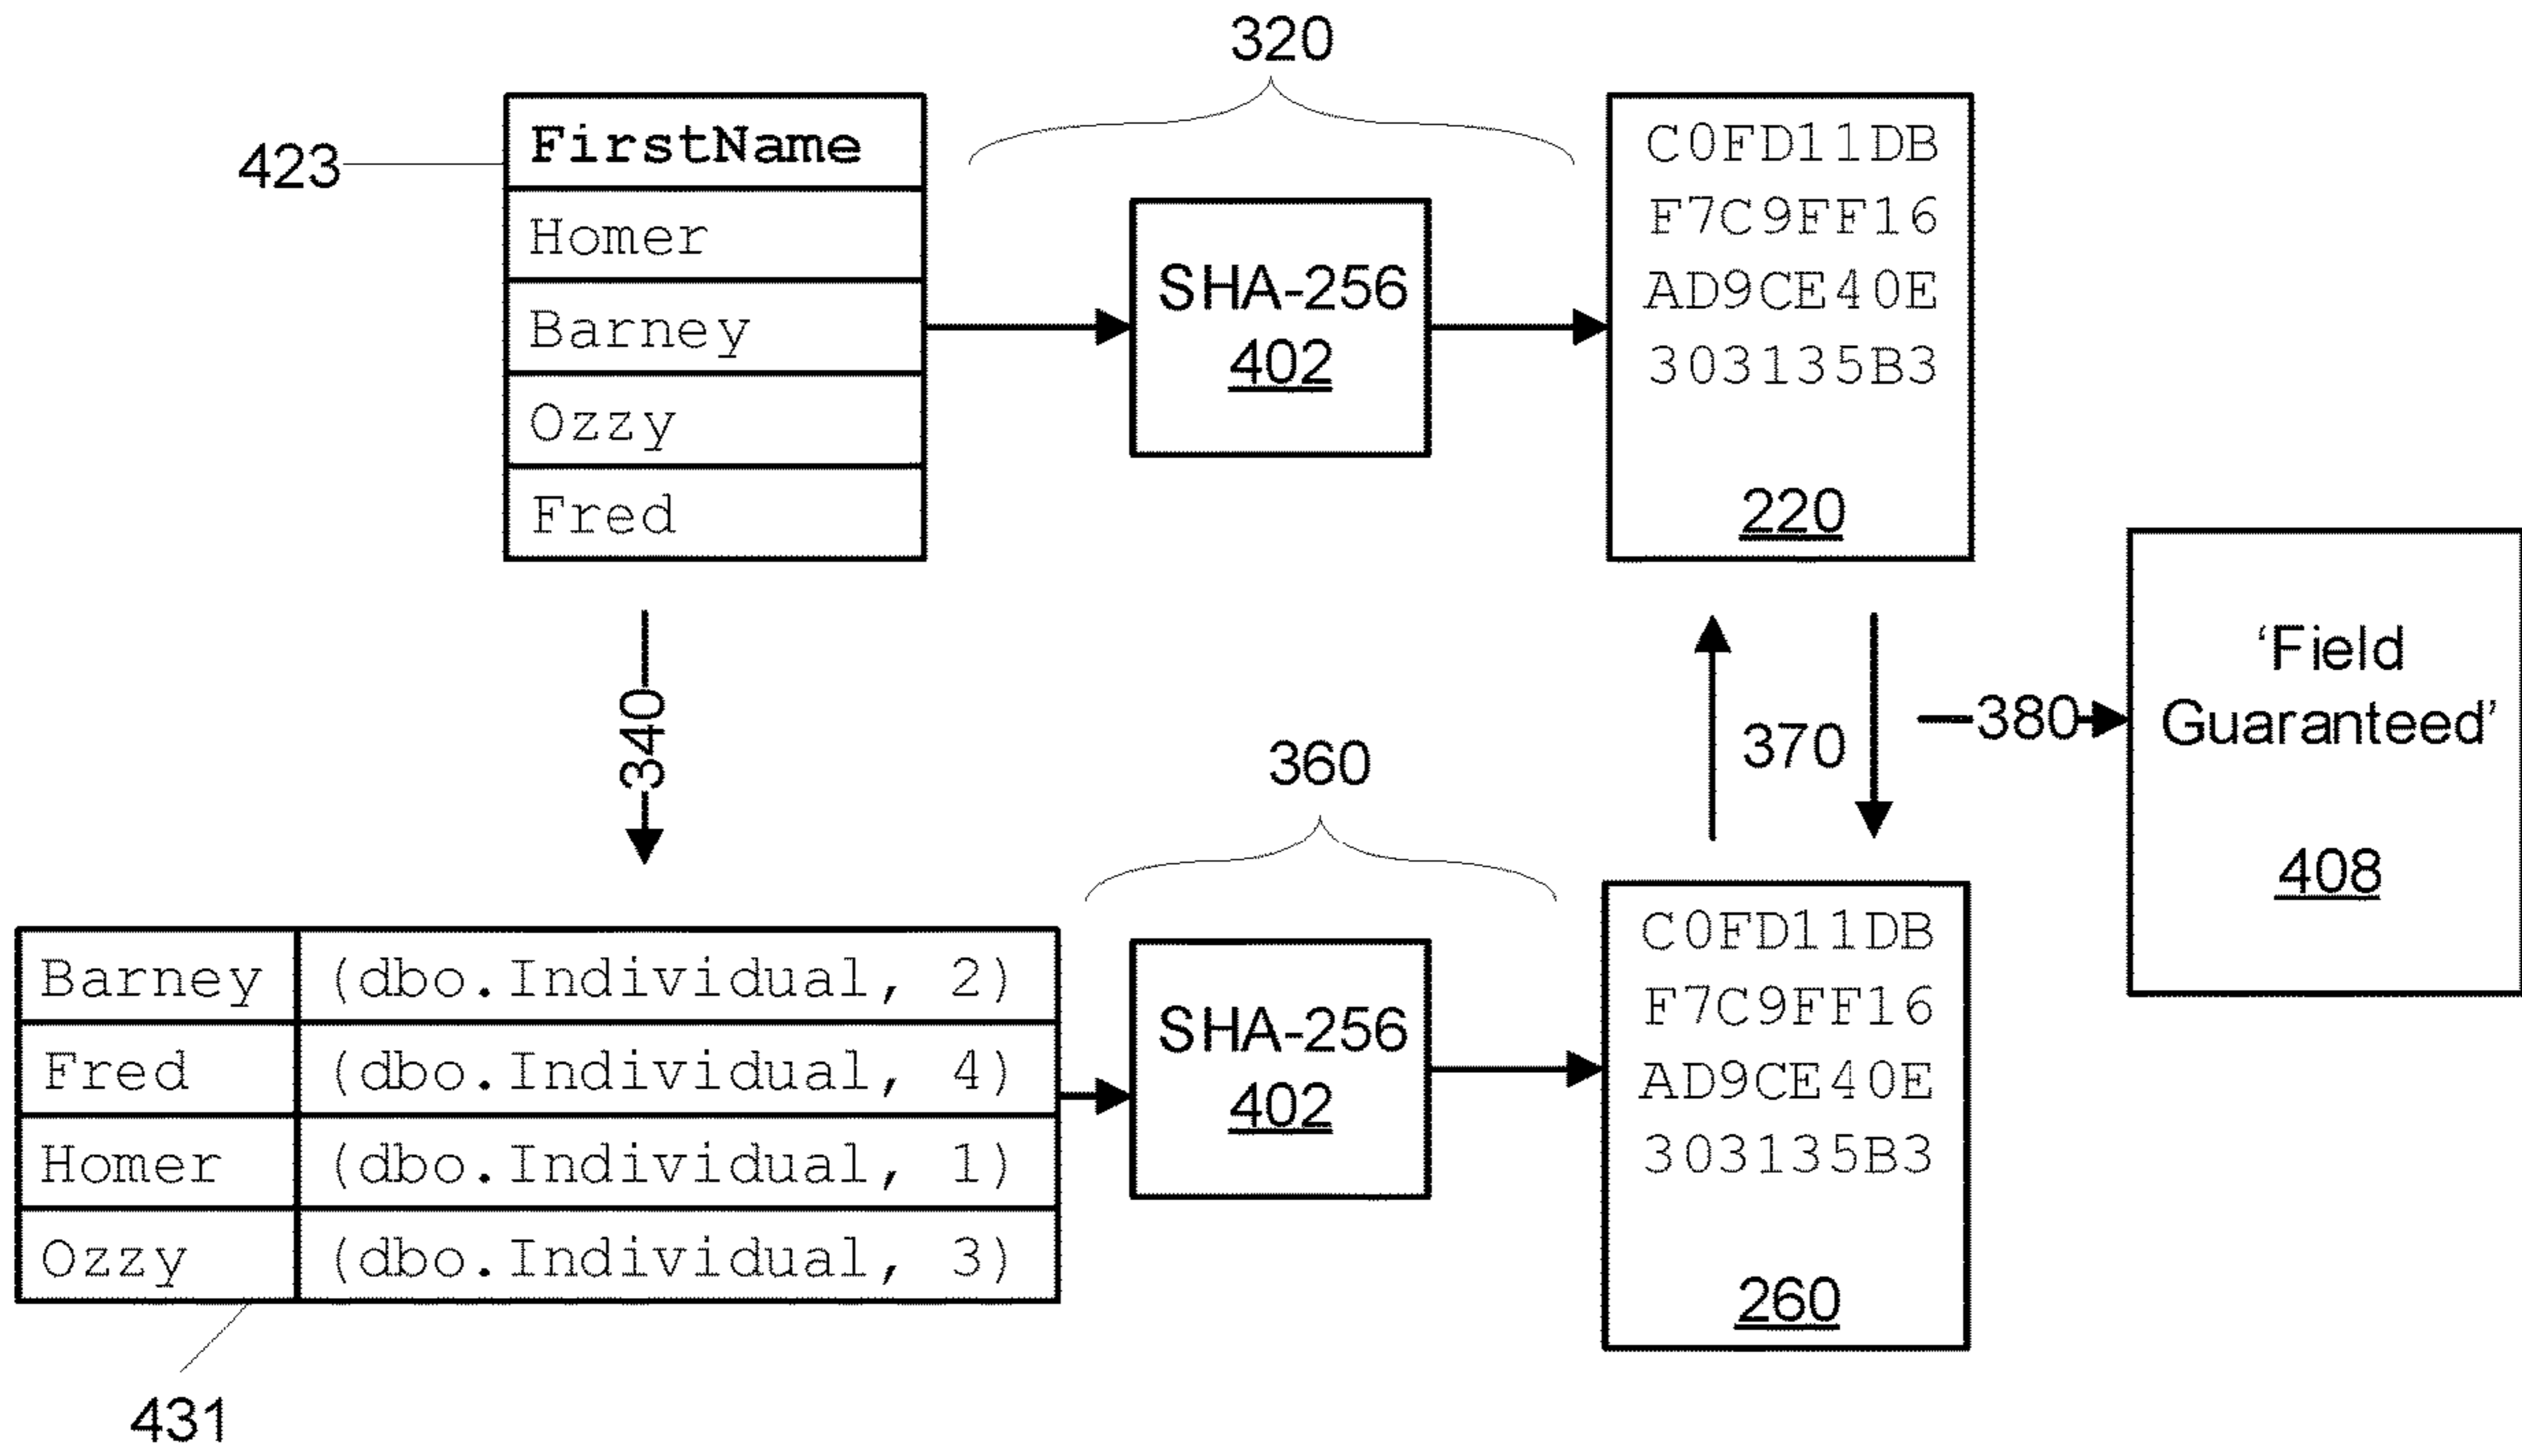 320
423
FirstName
Homer
Barney
Ozzy
Fred
SHA-256
402
C0FD11DB
F7C9FF16
AD9CE40E
303135B3
220
340
370
380
'Field
Guaranteed'
408
360
Barney (dbo.Individual, 2)
Fred (dbo.Individual, 4)
Homer (dbo.Individual, 1)
Ozzy (dbo.Individual, 3)
431
SHA-256
402
C0FD11DB
F7C9FF16
AD9CE40E
303135B3
260